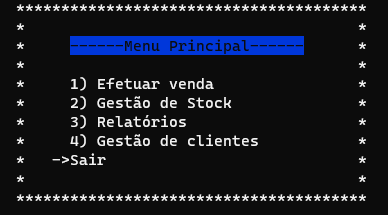 ***************************************
*                                     *
*     ------Menu Principal------      *
*                                     *
*     1) Efetuar venda                *
*     2) Gestão de Stock              *
*     3) Relatórios                   *
*     4) Gestão de clientes           *
*   ->Sair                            *
*                                     *
***************************************